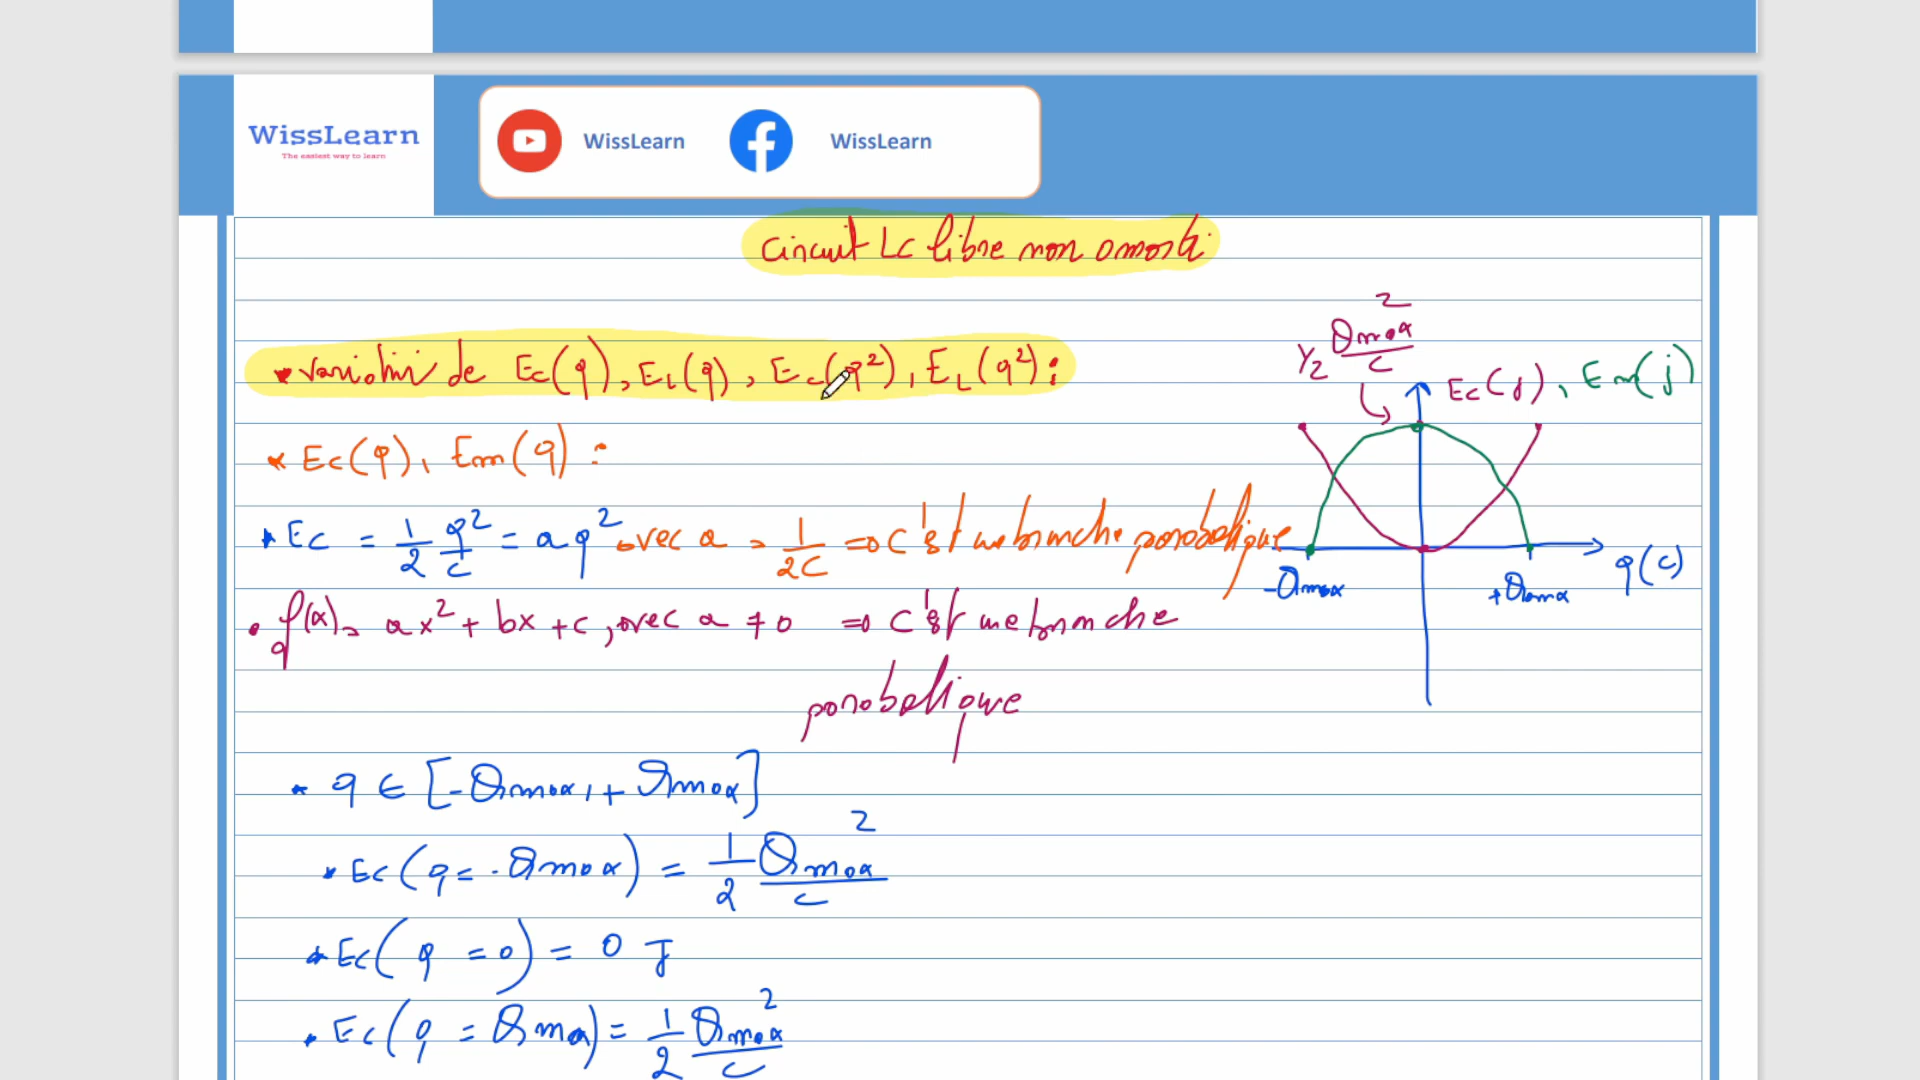 WissLearn
The easiest way to learn
WissLearn WissLearn
circuit LC libre non amorti
* variation de Ec(q), EL(q), Ec(q²), EL(q²) :
* Ec(q), Em(q) :
* Ec = 1/2 q²/C = a q² avec a = 1/2C => c'est une branche parabolique
• f(x) = ax² + bx + c, avec a ≠ 0 => c'est une branche
parabolique
* q ∈ [-Qmax, +Qmax]
* Ec(q = -Qmax) = 1/2 Qmax²/C
* Ec(q = 0) = 0 J
* Ec(q = Qmax) = 1/2 Qmax²/C
1/2 Qmax²/C
Ec(j), Em(j)
-Qmax +Qmax q(C)